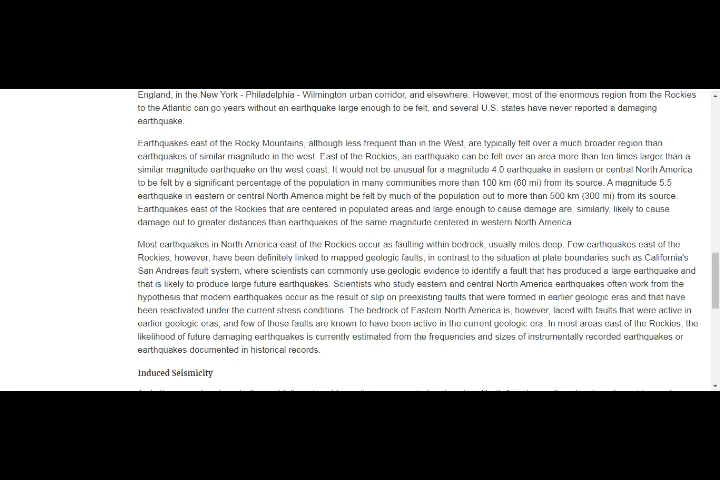 England, in the New York - Philadelphia - Wilmington urban corridor, and elsewhere. However, most of the enormous region from the Rockies
to the Atlantic can go years without an earthquake large enough to be felt, and several U.S. states have never reported a damaging
earthquake.
Earthquakes east of the Rocky Mountains, although less frequent than in the West, are typically felt over a much broader region than
earthquakes of similar magnitude in the west. East of the Rockies, an earthquake can be felt over an area more than ten times larger than a
similar magnitude earthquake on the west coast. It would not be unusual for a magnitude 4.0 earthquake in eastern or central North America
to be felt by a significant percentage of the population in many communities more than 100 km (60 mi) from its source. A magnitude 5.5
earthquake in eastern or central North America might be felt by much of the population out to more than 500 km (300 mi) from its source.
Earthquakes east of the Rockies that are centered in populated areas and large enough to cause damage are, similarly, likely to cause
damage out to greater distances than earthquakes of the same magnitude centered in western North America
Most earthquakes in North America east of the Rockies occur as faulting within bedrock, usually miles deep. Few earthquakes east of the
Rockies, however, have been definitely linked to mapped geologic faults, in contrast to the situation at plate boundaries such as California's
San Andreas fault system, where scientists can commonly use geologic evidence to identify a fault that has produced a large earthquake and
that is likely to produce large future earthquakes. Scientists who study eastern and central North America earthquakes often work from the
hypothesis that modern earthquakes occur as the result of slip on preexisting faults that were formed in earlier geologic eras and that have
been reactivated under the current stress conditions. The bedrock of Eastern North America is, however, laced with faults that were active in
earlier geologic eras, and few of these faults are known to have been active in the current geologic era. In most areas east of the Rockies, the
likelihood of future damaging earthquakes is currently estimated from the frequencies and sizes of instrumentally recorded earthquakes or
earthquakes documented in historical records.
Induced Seismicity